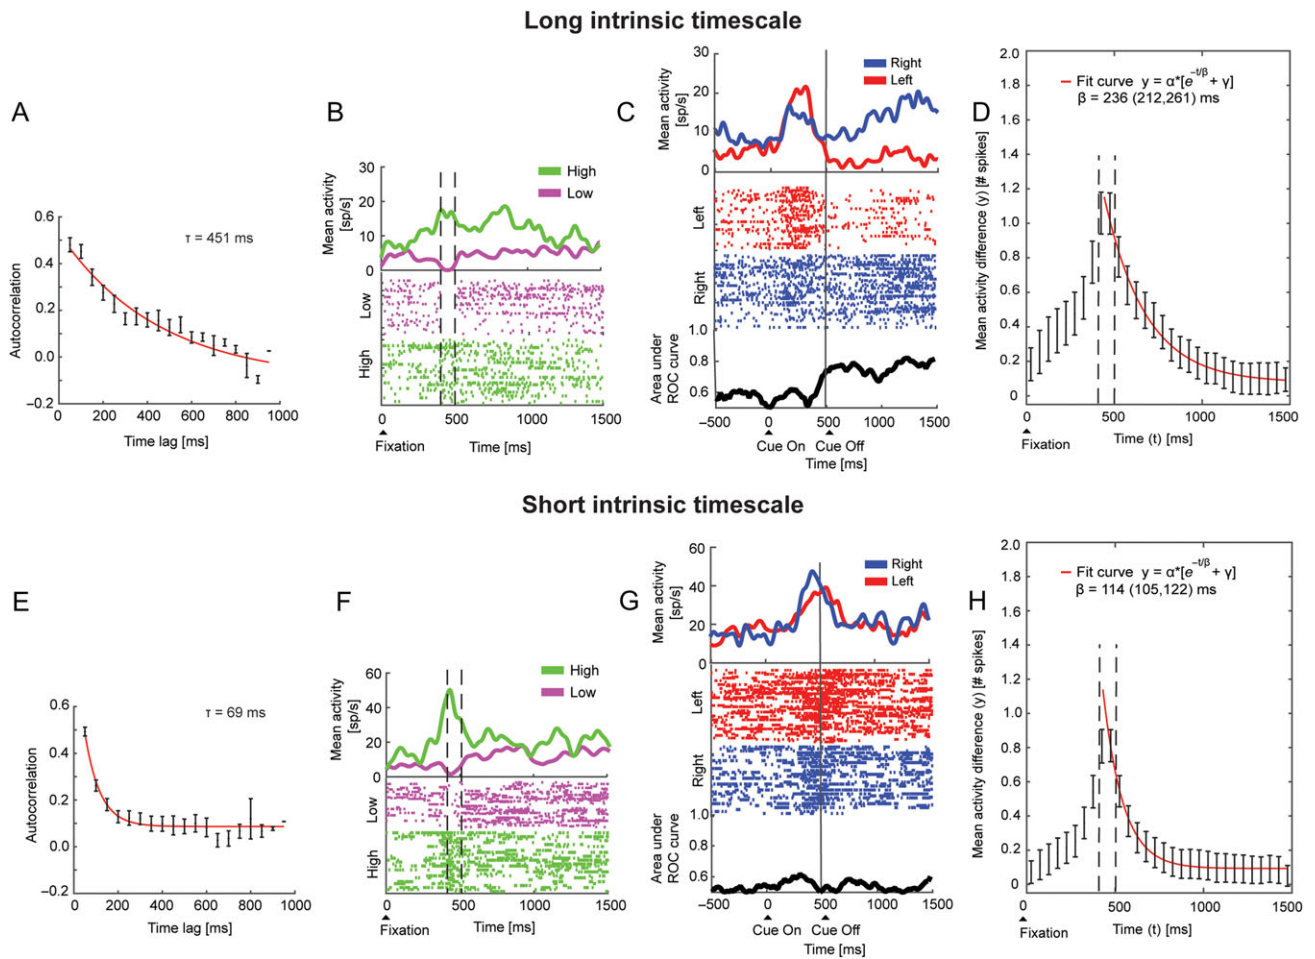 Long intrinsic timescale
A
Autocorrelation
0.6
0.4
0.2
0.0
−0.2
τ = 451 ms
0 200 400 600 800 1000
Time lag [ms]
B
Mean activity
[sp/s]
30
20
10
0
High
Low
Low
High
0 500 1000 1500
Fixation
Time [ms]
C
Mean activity
[sp/s]
30
20
10
0
Right
Left
Left
Right
Area under
ROC curve
1.0
0.8
0.6
−500 0 500 1000 1500
Cue On Cue Off
Time [ms]
D
Mean activity difference (y) [# spikes]
2.0
1.8
1.6
1.4
1.2
1.0
0.8
0.6
0.4
0.2
0
Fit curve y = α*[e−t/β + γ]
β = 236 (212,261) ms
0 500 1000 1500
Fixation
Time (t) [ms]
Short intrinsic timescale
E
Autocorrelation
0.6
0.4
0.2
0.0
−0.2
τ = 69 ms
0 200 400 600 800 1000
Time lag [ms]
F
Mean activity
[sp/s]
60
40
20
0
High
Low
Low
High
0 500 1000 1500
Fixation
Time [ms]
G
Mean activity
[sp/s]
60
40
20
0
Right
Left
Left
Right
Area under
ROC curve
1.0
0.8
0.6
−500 0 500 1000 1500
Cue On Cue Off
Time [ms]
H
Mean activity difference (y) [# spikes]
2.0
1.8
1.6
1.4
1.2
1.0
0.8
0.6
0.4
0.2
0
Fit curve y = α*[e−t/β + γ]
β = 114 (105,122) ms
0 500 1000 1500
Fixation
Time (t) [ms]